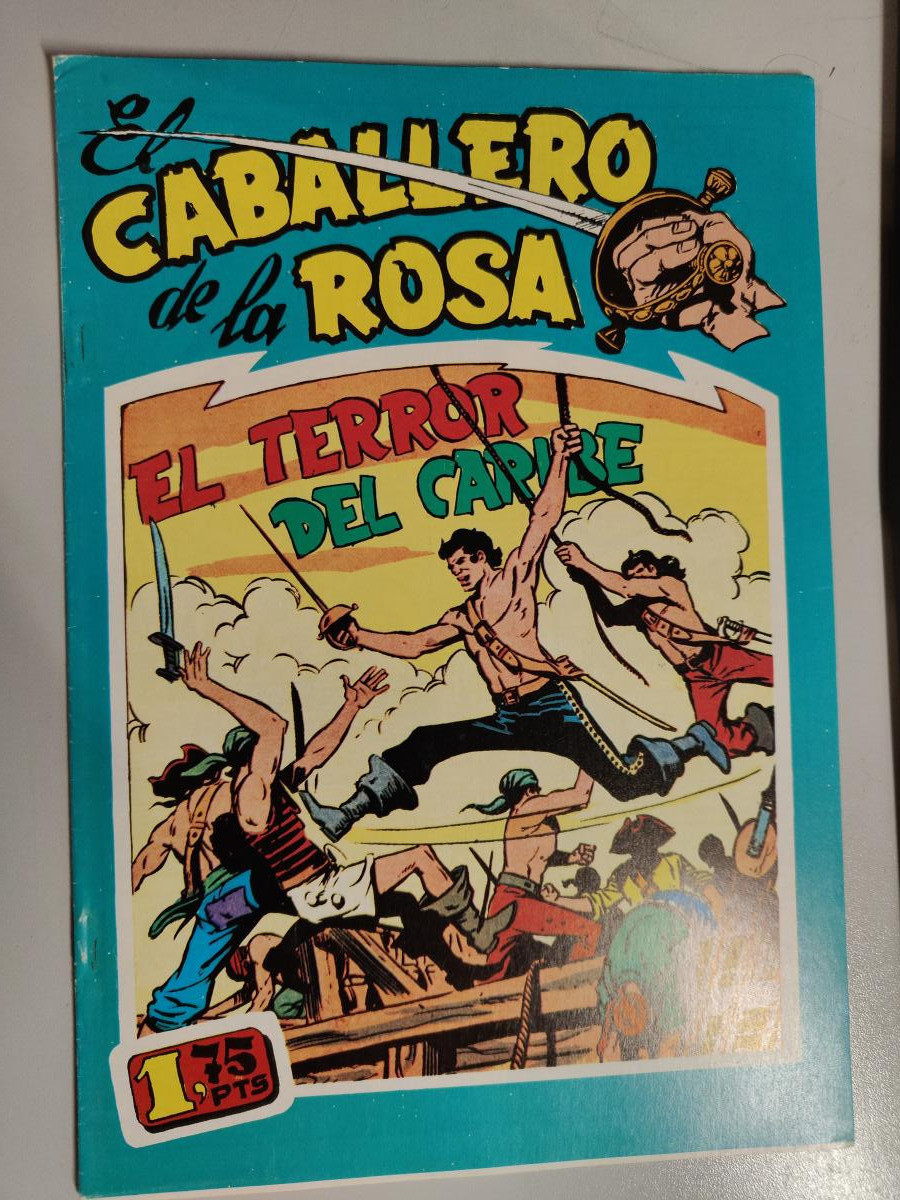 El
CABALLERO
de la ROSA
EL TERROR
DEL CARIBE
1,75
PTS